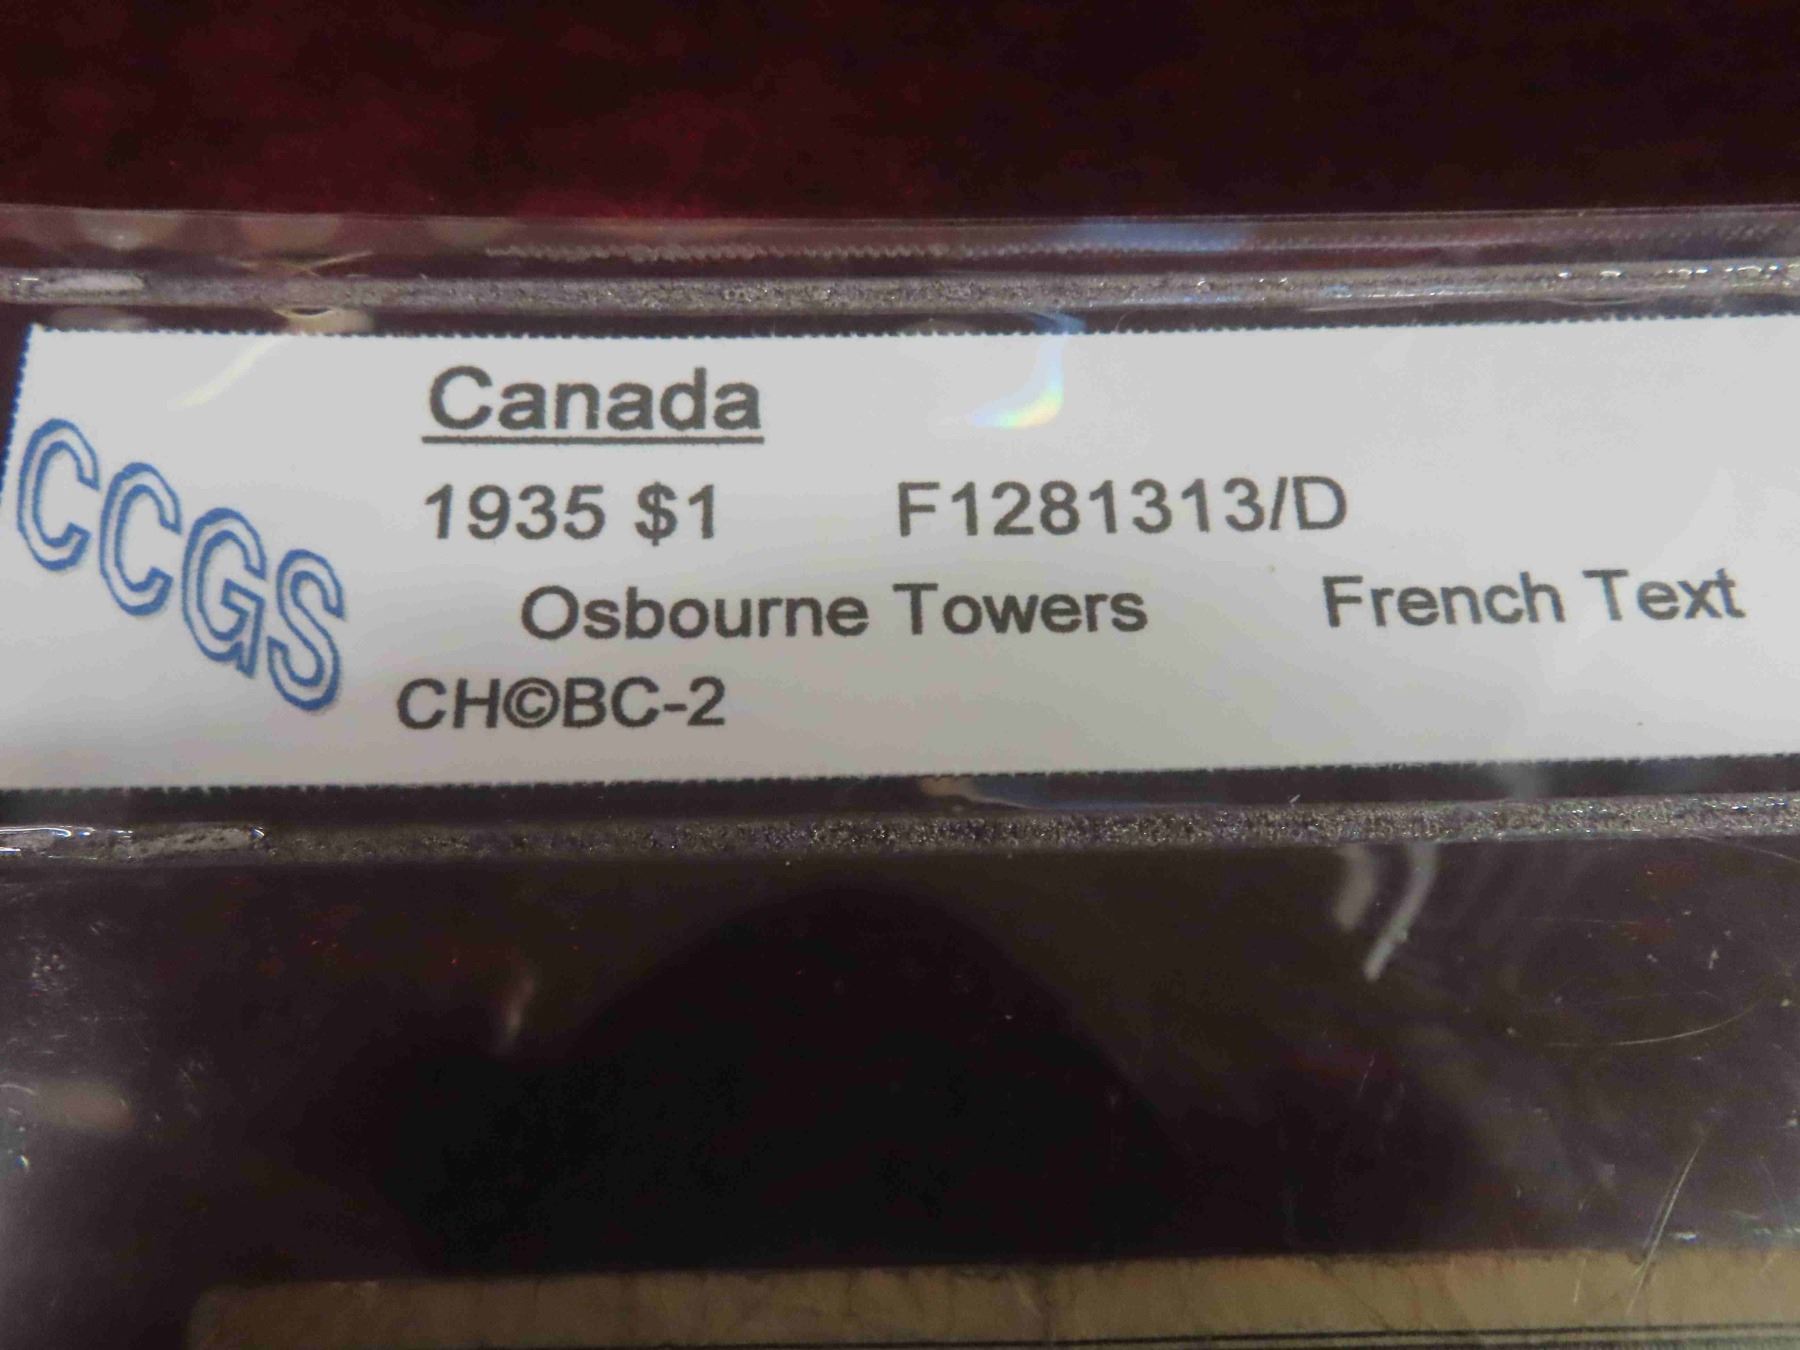 Canada
CCGS
1935 $1 F1281313/D
Osbourne Towers French Text
CH©BC-2